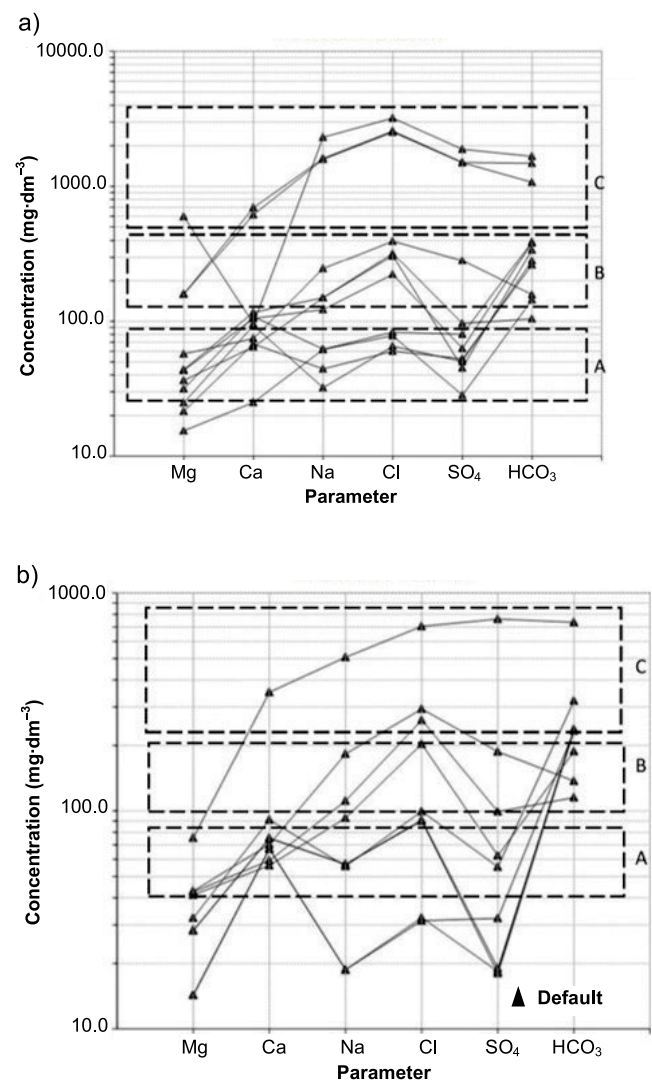 a)
10000.0
1000.0
100.0
10.0
Concentration (mg·dm⁻³)
C
B
A
Mg Ca Na Cl SO₄ HCO₃
Parameter
b)
1000.0
100.0
10.0
Concentration (mg·dm⁻³)
C
B
A
▲ Default
Mg Ca Na Cl SO₄ HCO₃
Parameter